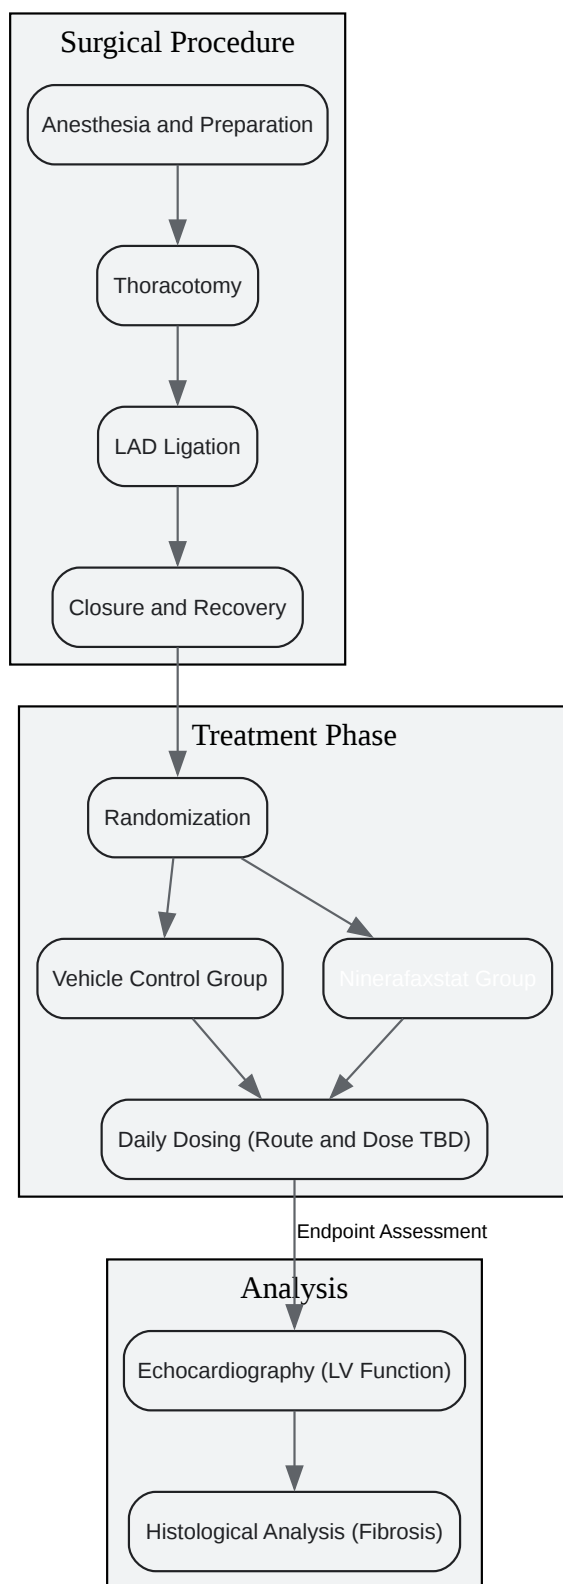 Surgical Procedure
Anesthesia and Preparation
Thoracotomy
LAD Ligation
Closure and Recovery
Treatment Phase
Randomization
Vehicle Control Group
Ninerafaxstat Group
Daily Dosing (Route and Dose TBD)
Endpoint Assessment
Analysis
Echocardiography (LV Function)
Histological Analysis (Fibrosis)